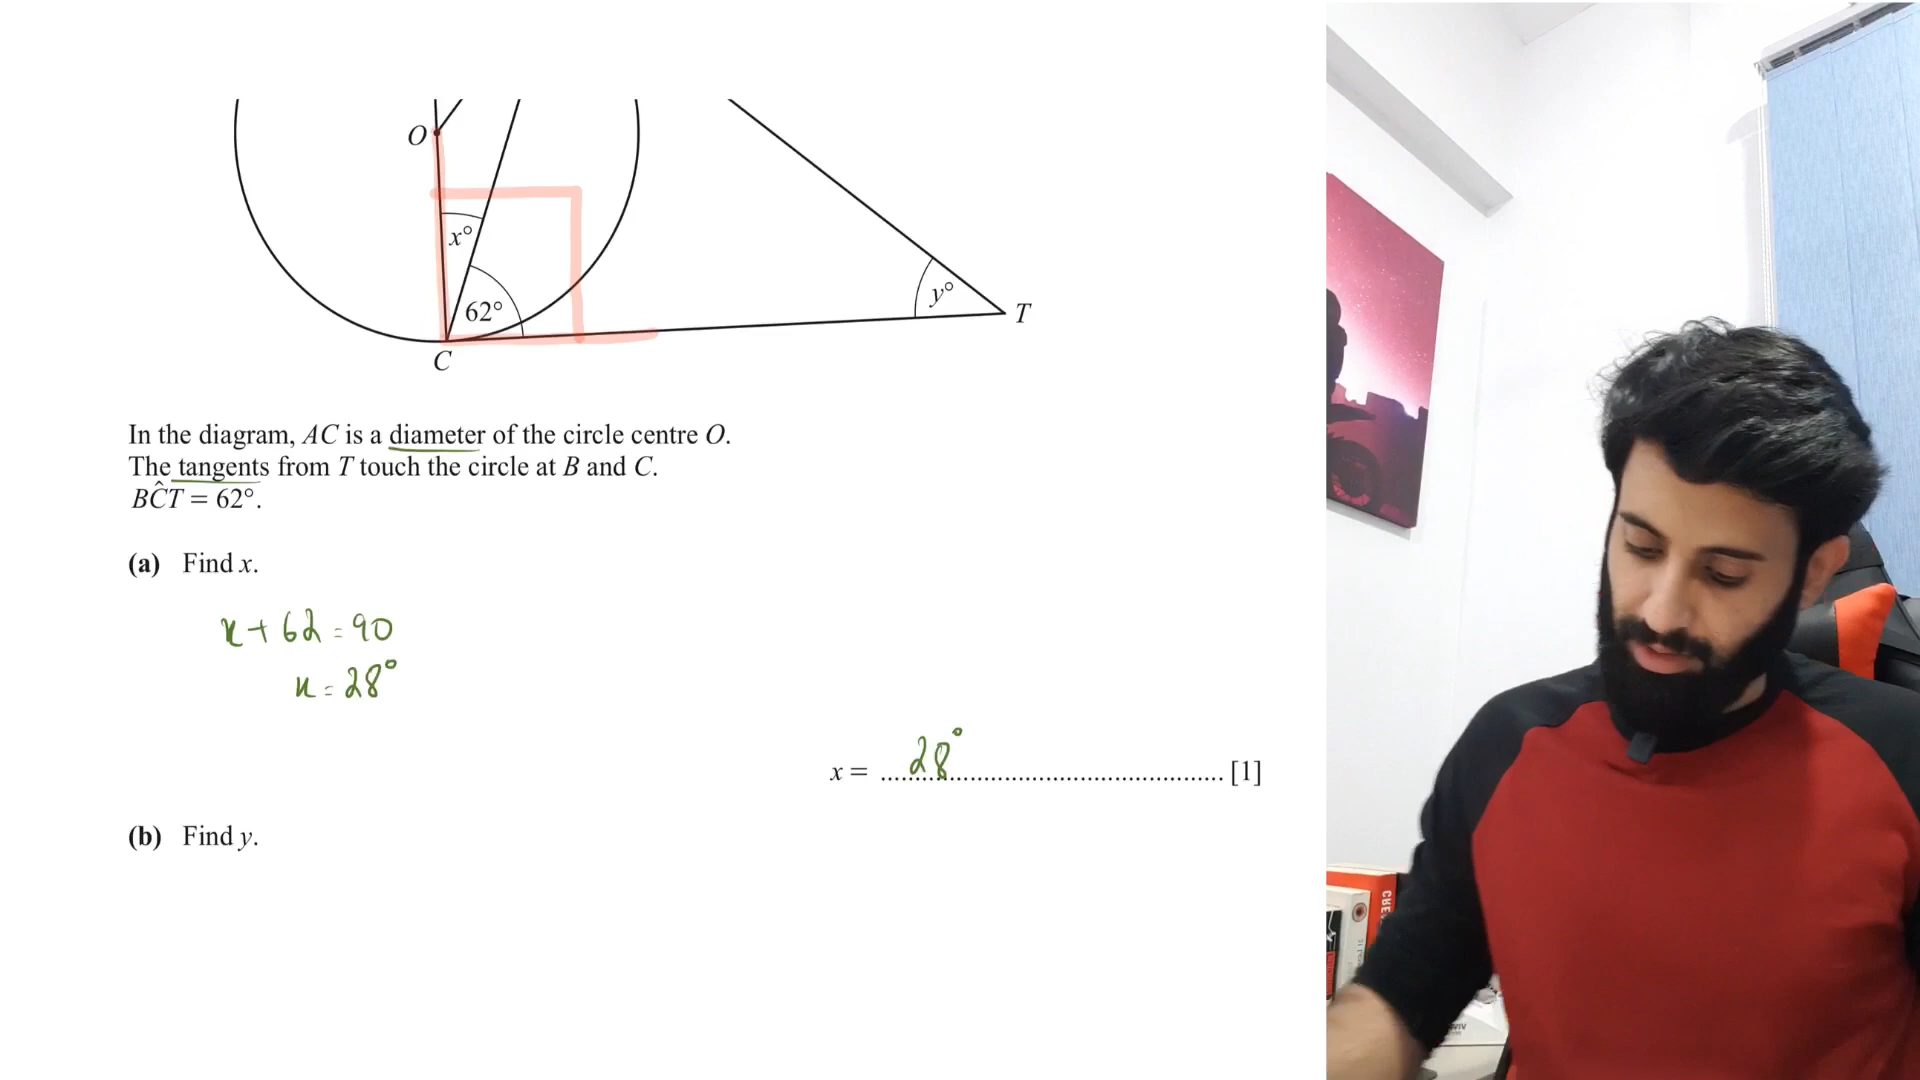 O
x°
62°
y°
T
C
In the diagram, AC is a diameter of the circle centre O.
The tangents from T touch the circle at B and C.
BĈT = 62°.
(a) Find x.
x + 62 = 90
x = 28°
x = 28° [1]
(b) Find y.